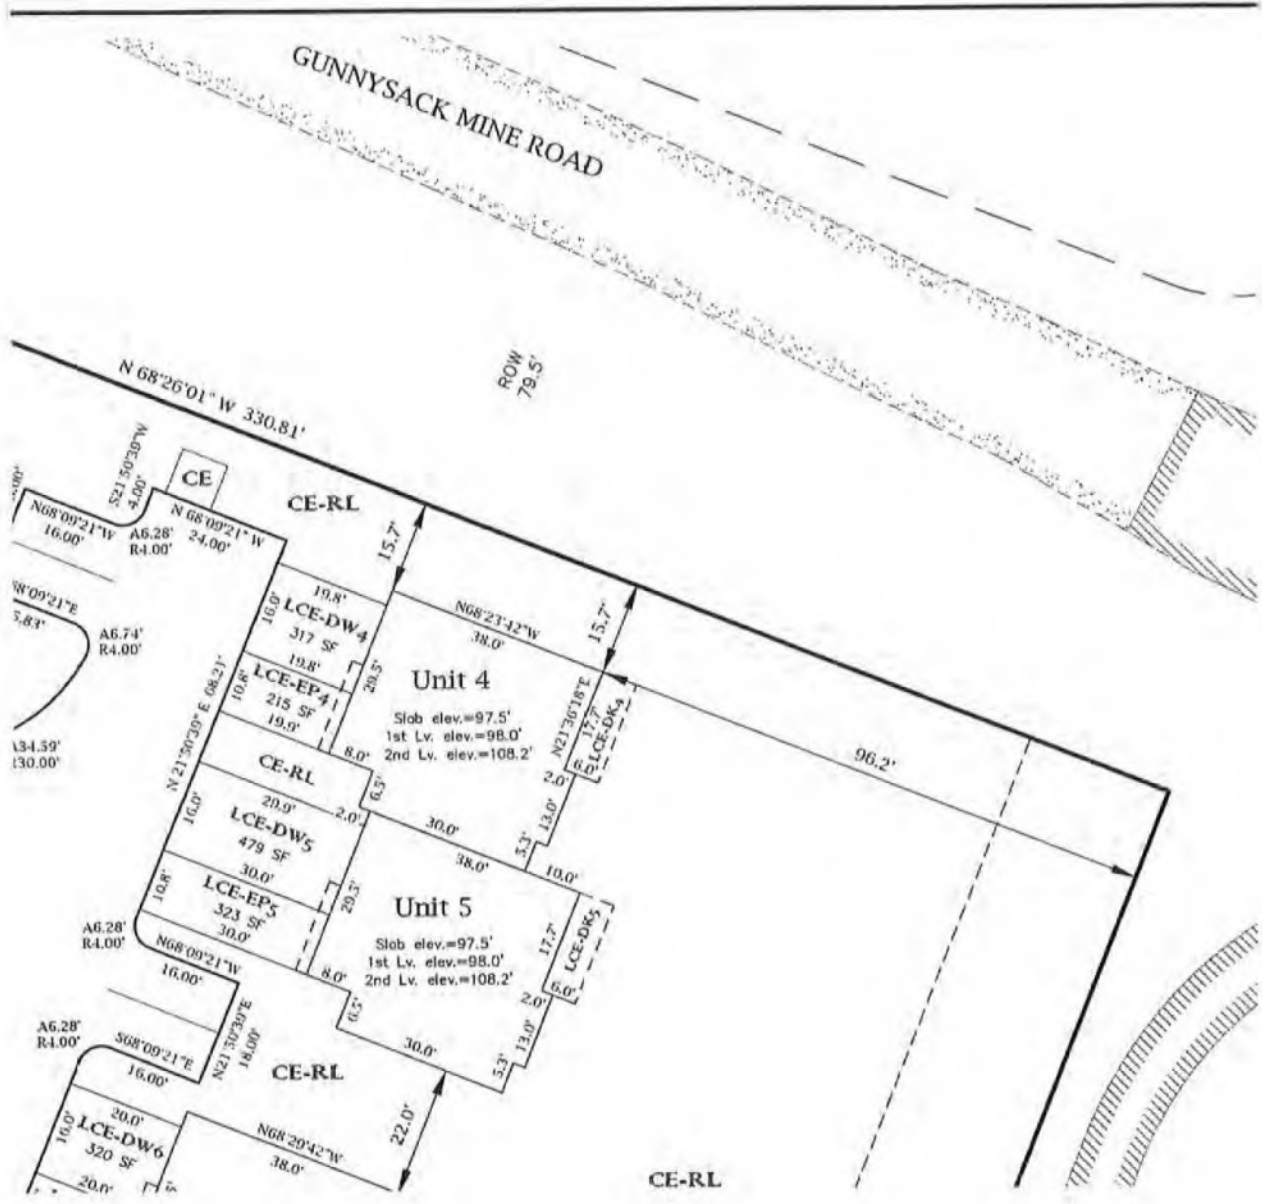 GUNNYSACK MINE ROAD
ROW
79.5'
N 68°26'01" W 330.81'
S21°50'39"W
4.00'
CE
CE-RL
N68°09'21"W
16.00'
A6.28'
R4.00'
N 68°09'21" W
24.00'
15.7'
15.7'
19.8'
LCE-DW4
317 SF
16.0'
N68°23'42"W
38.0'
5.83'
A6.74'
R4.00'
19.8'
LCE-EP4
215 SF
10.8'
19.9'
29.5'
Unit 4
Slab elev.=97.5'
1st Lv. elev.=98.0'
2nd Lv. elev.=108.2'
N21°36'18"E
17.7'
LCE-DK4
6.0'
96.2'
N 21°50'39" E 68.21'
8.0'
CE-RL
6.5'
2.0'
13.0'
16.0'
2.0'
LCE-DW5
479 SF
30.0'
30.0'
38.0'
10.0'
10.8'
LCE-EP5
323 SF
30.0'
Unit 5
Slab elev.=97.5'
1st Lv. elev.=98.0'
2nd Lv. elev.=108.2'
17.7'
LCE-DK5
6.0'
A6.28'
R4.00'
N68°09'21"W
16.00'
8.0'
6.5'
2.0'
13.0'
A6.28'
R4.00'
S68°09'21"E
16.00'
N21°50'39"E
18.00'
CE-RL
30.0'
22.0'
20.0'
LCE-DW6
320 SF
16.0'
20.0'
N68°29'42"W
38.0'
CE-RL